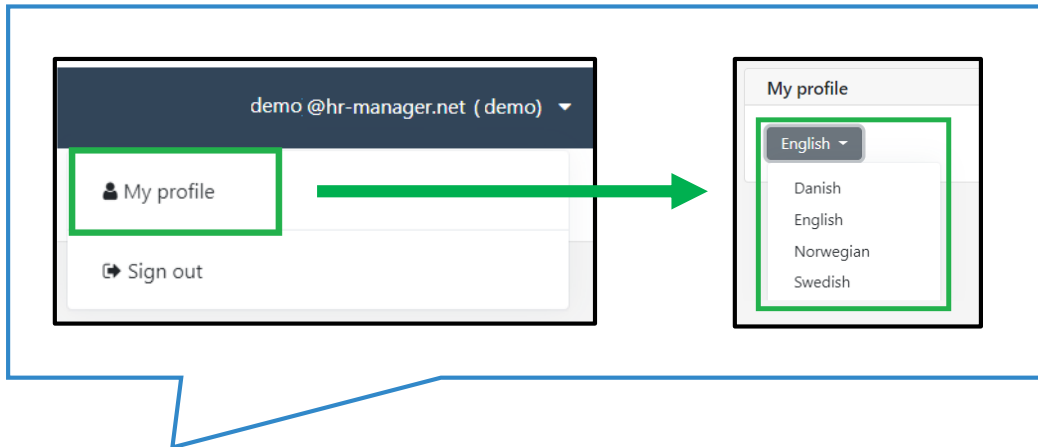 demo @hr-manager.net ( demo)
My profile
Sign out
My profile
English
Danish
English
Norwegian
Swedish